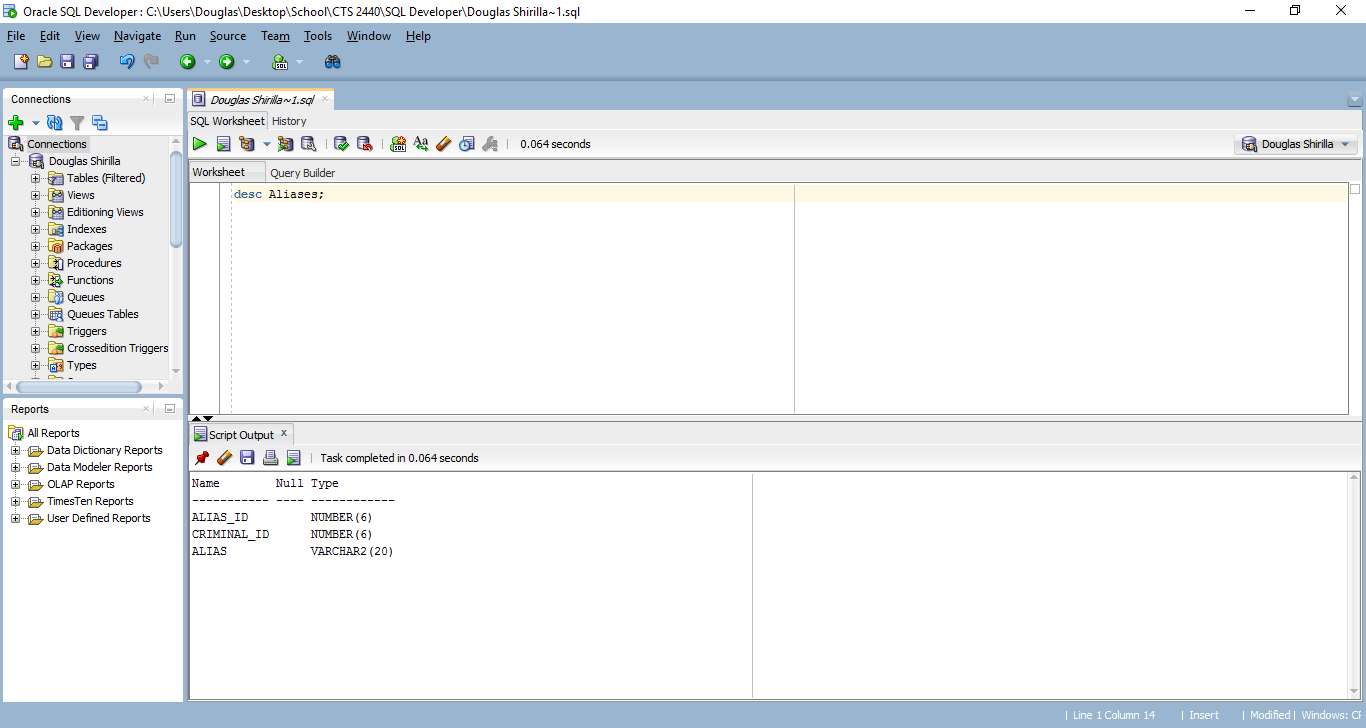 Oracle SQL Developer : C:\Users\Douglas\Desktop\School\CTS 2440\SQL Developer\Douglas Shirilla~1.sql
File Edit View Navigate Run Source Team Tools Window Help
Connections
Connections
Douglas Shirilla
Tables (Filtered)
Views
Editioning Views
Indexes
Packages
Procedures
Functions
Queues
Queues Tables
Triggers
Crossedition Triggers
Types
Reports
All Reports
Data Dictionary Reports
Data Modeler Reports
OLAP Reports
TimesTen Reports
User Defined Reports
Douglas Shirilla~1.sql
SQL Worksheet History
0.064 seconds
Douglas Shirilla
Worksheet Query Builder
desc Aliases;
Script Output
Task completed in 0.064 seconds
Name Null Type
----------- ---- ------------
ALIAS_ID NUMBER(6)
CRIMINAL_ID NUMBER(6)
ALIAS VARCHAR2(20)
| Line 1 Column 14 | Insert | Modified | Windows: CF